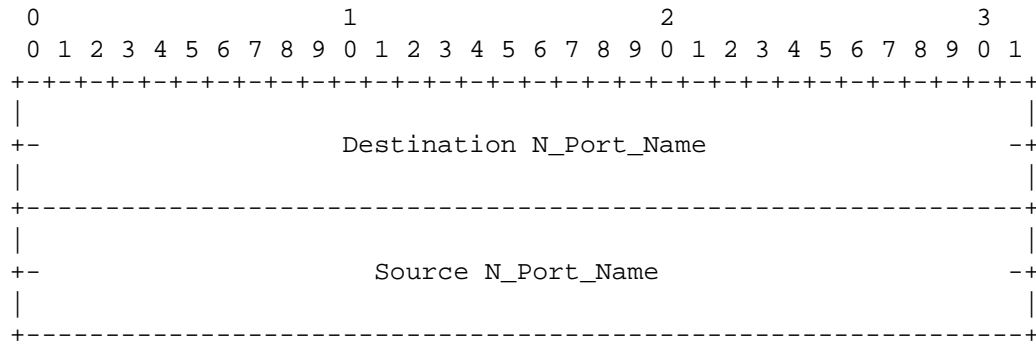 0                   1                   2                   3
 0 1 2 3 4 5 6 7 8 9 0 1 2 3 4 5 6 7 8 9 0 1 2 3 4 5 6 7 8 9 0 1
+-+-+-+-+-+-+-+-+-+-+-+-+-+-+-+-+-+-+-+-+-+-+-+-+-+-+-+-+-+-+-+-+
|                                                               |
+-                   Destination N_Port_Name                   -+
|                                                               |
+---------------------------------------------------------------+
|                                                               |
+-                     Source N_Port_Name                      -+
|                                                               |
+---------------------------------------------------------------+